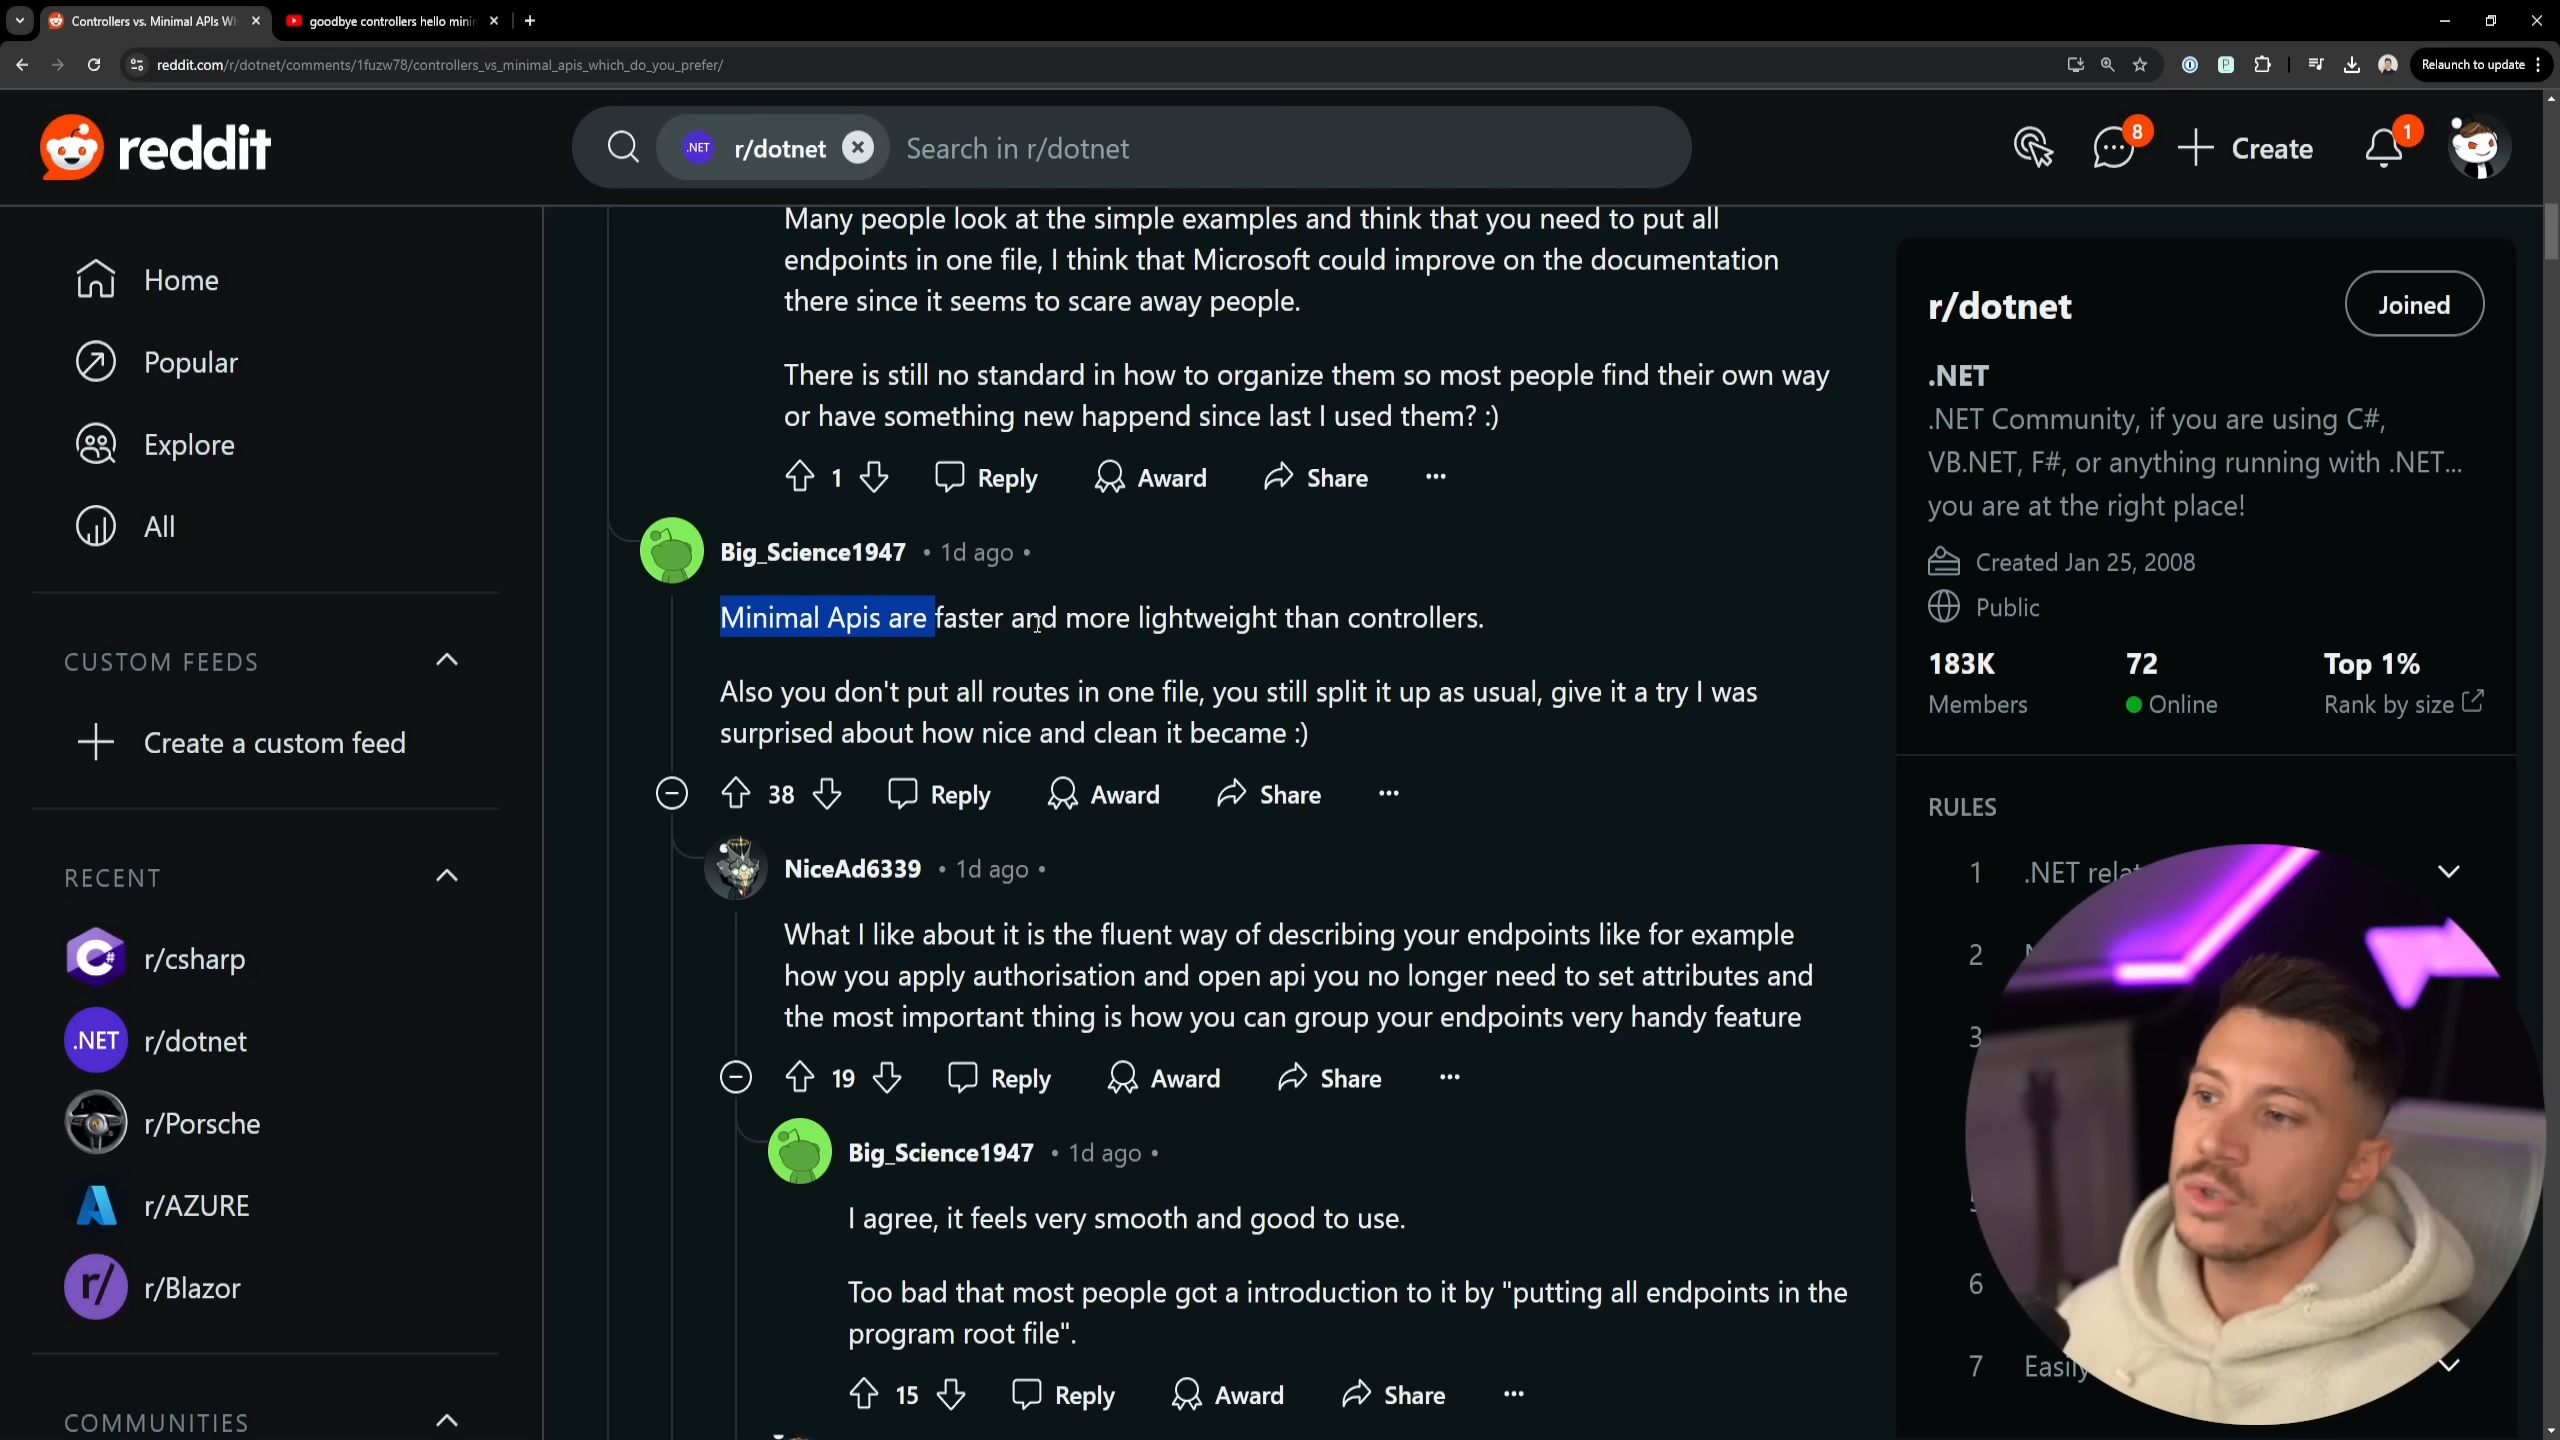 Controllers vs. Minimal APIs W
goodbye controllers hello mini
reddit.com/r/dotnet/comments/1fuzw78/controllers_vs_minimal_apis_which_do_you_prefer/
Relaunch to update
reddit
.NET
r/dotnet
Search in r/dotnet
8
Create
1
Home
Popular
Explore
All
CUSTOM FEEDS
Create a custom feed
RECENT
r/csharp
.NET
r/dotnet
r/Porsche
r/AZURE
r/
r/Blazor
COMMUNITIES
Many people look at the simple examples and think that you need to put all
endpoints in one file, I think that Microsoft could improve on the documentation
there since it seems to scare away people.
There is still no standard in how to organize them so most people find their own way
or have something new happend since last I used them? :)
1
Reply
Award
Share
Big_Science1947 • 1d ago •
Minimal Apis are faster and more lightweight than controllers.
Also you don't put all routes in one file, you still split it up as usual, give it a try I was
surprised about how nice and clean it became :)
38
Reply
Award
Share
NiceAd6339 • 1d ago •
What I like about it is the fluent way of describing your endpoints like for example
how you apply authorisation and open api you no longer need to set attributes and
the most important thing is how you can group your endpoints very handy feature
19
Reply
Award
Share
Big_Science1947 • 1d ago •
I agree, it feels very smooth and good to use.
Too bad that most people got a introduction to it by "putting all endpoints in the
program root file".
15
Reply
Award
Share
r/dotnet
Joined
.NET
.NET Community, if you are using C#,
VB.NET, F#, or anything running with .NET...
you are at the right place!
Created Jan 25, 2008
Public
183K
Members
72
Online
Top 1%
Rank by size
RULES
1 .NET rela
2
3
6
7 Easily